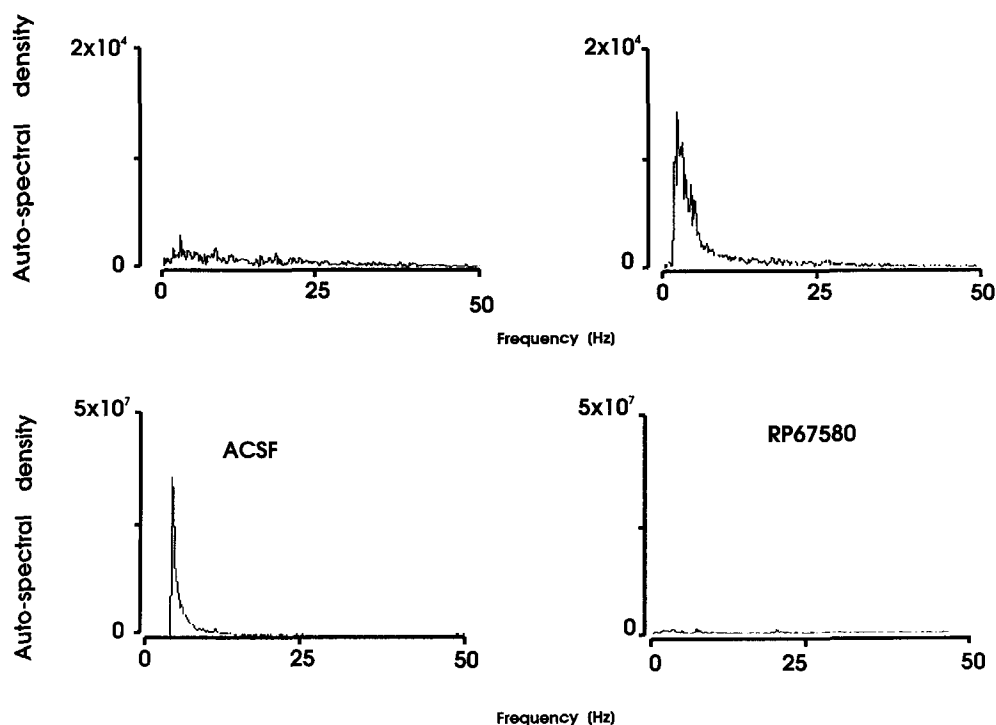 Auto-spectral density
2x10⁴
0
0 25 50
2x10⁴
0
0 25 50
Frequency (Hz)
Auto-spectral density
5x10⁷
0
ACSF
0 25 50
5x10⁷
0
RP67580
0 25 50
Frequency (Hz)